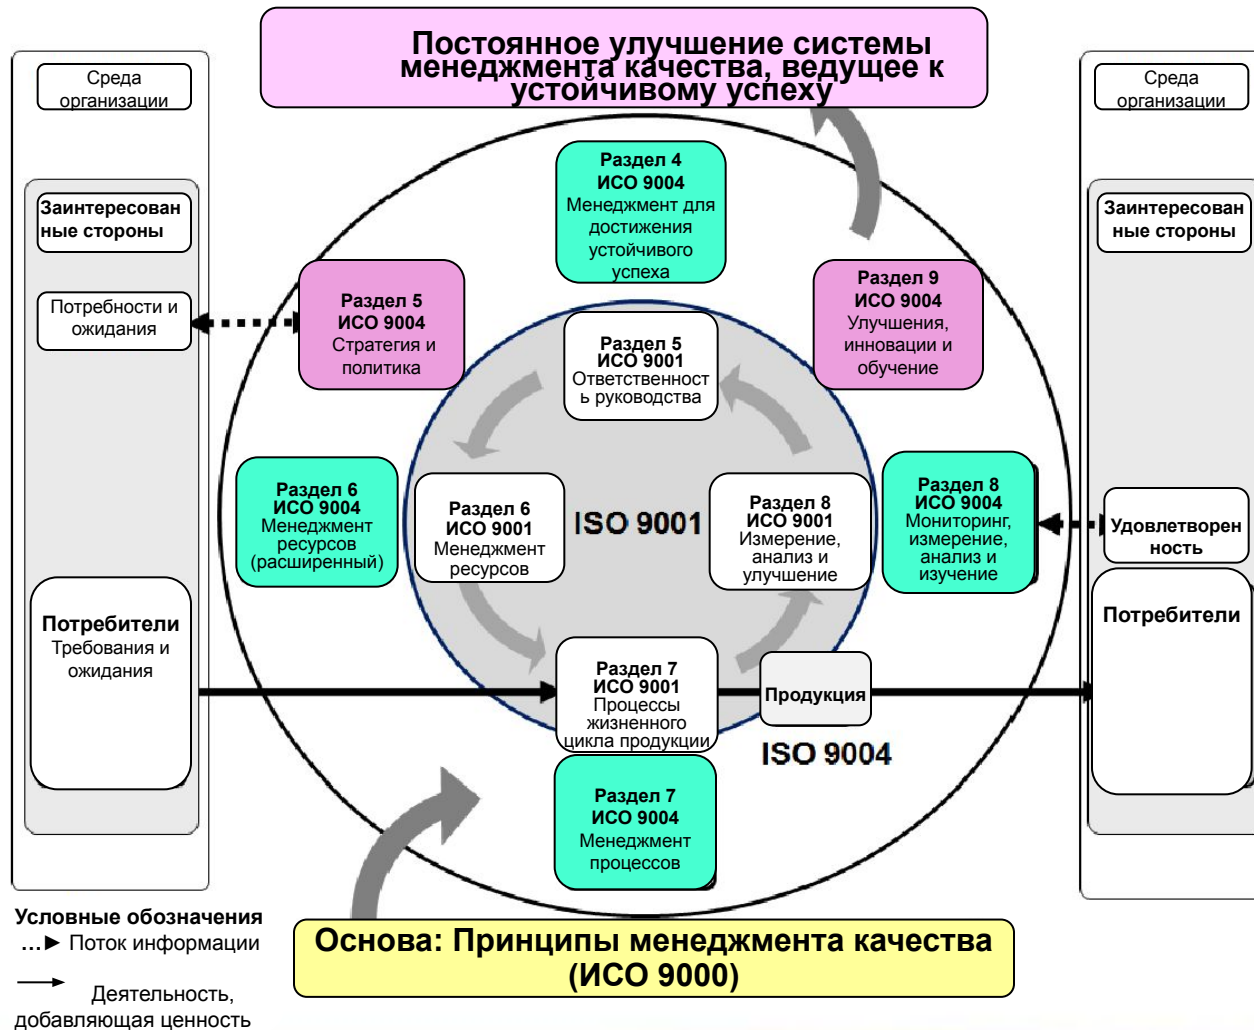 Постоянное улучшение системы
менеджмента качества, ведущее к
устойчивому успеху
Среда
организации
Заинтересован
ные стороны
Потребности и
ожидания
Потребители
Требования и
ожидания
Раздел 4
ИСО 9004
Менеджмент для
достижения
устойчивого
успеха
Раздел 5
ИСО 9004
Стратегия и
политика
Раздел 9
ИСО 9004
Улучшения,
инновации и
обучение
Раздел 5
ИСО 9001
Ответственност
ь руководства
Раздел 6
ИСО 9004
Менеджмент
ресурсов
(расширенный)
Раздел 6
ИСО 9001
Менеджмент
ресурсов
ISO 9001
Раздел 8
ИСО 9001
Измерение,
анализ и
улучшение
Раздел 8
ИСО 9004
Мониторинг,
измерение,
анализ и
изучение
Раздел 7
ИСО 9001
Процессы
жизненного
цикла продукции
Продукция
ISO 9004
Раздел 7
ИСО 9004
Менеджмент
процессов
Среда
организации
Заинтересован
ные стороны
Удовлетворен
ность
Потребители
Условные обозначения
...► Поток информации
Деятельность,
добавляющая ценность
Основа: Принципы менеджмента качества
(ИСО 9000)